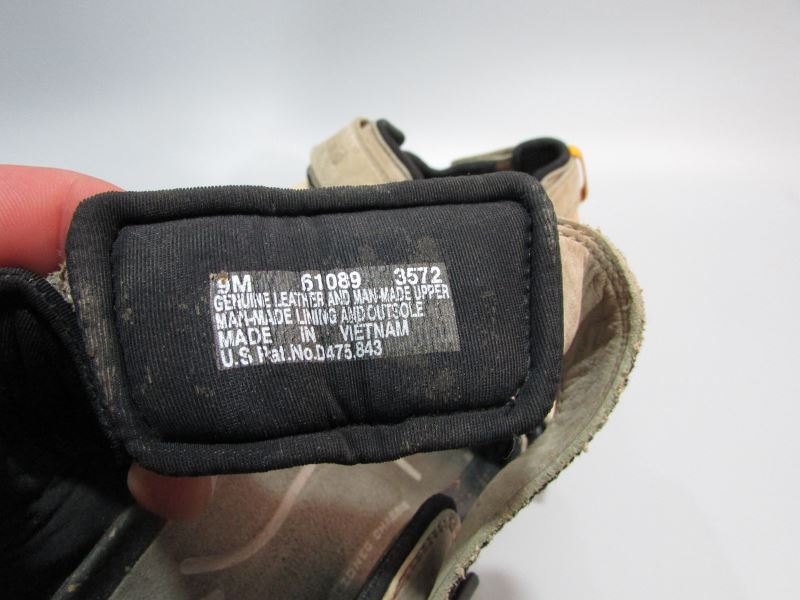 9M 61089 3572
GENUINE LEATHER AND MAN-MADE UPPER
MAN-MADE LINING AND OUTSOLE
MADE IN VIETNAM
U.S Pat.No.D475,843